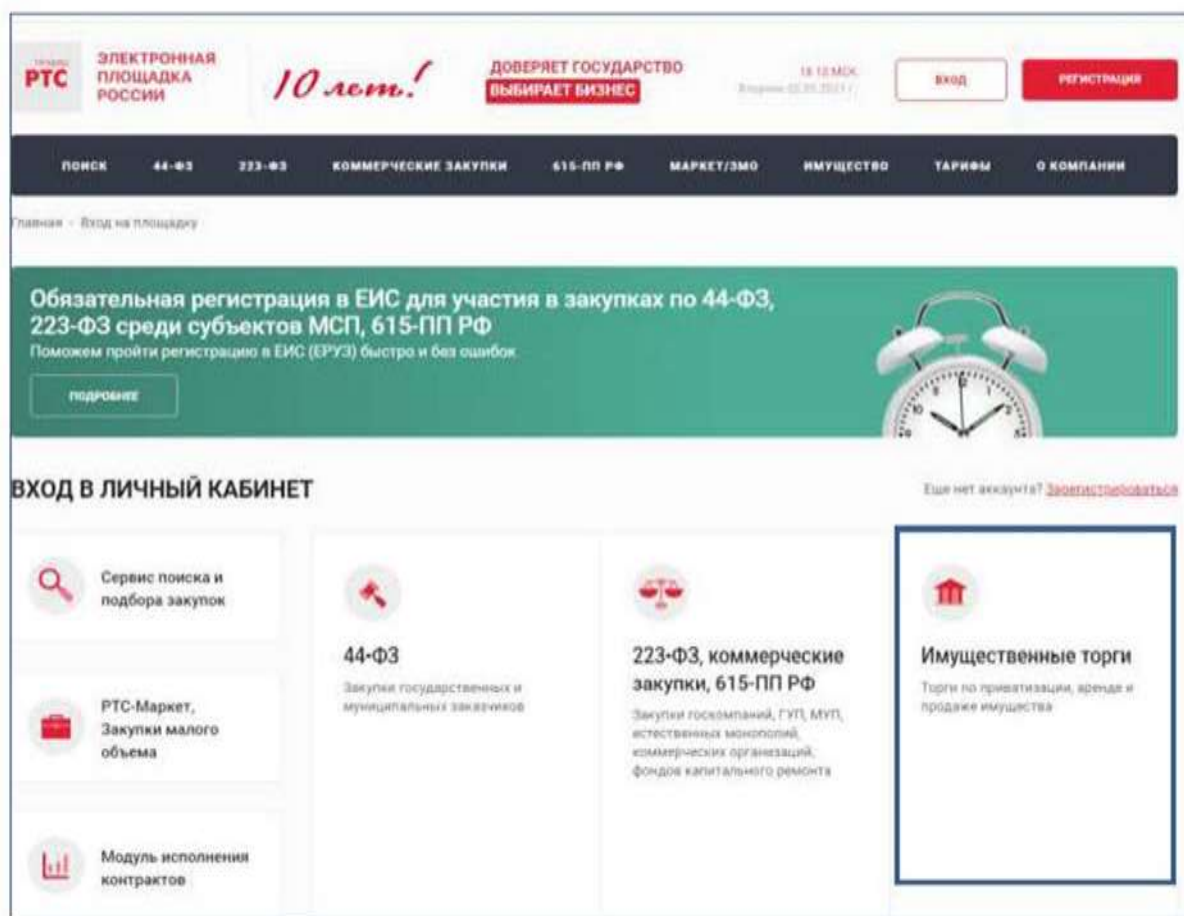 РТС
ЭЛЕКТРОННАЯ
ПЛОЩАДКА
РОССИИ
10 лет!
ДОВЕРЯЕТ ГОСУДАРСТВО
ВЫБИРАЕТ БИЗНЕС
ВХОД
РЕГИСТРАЦИЯ
ПОИСК 44-ФЗ 223-ФЗ КОММЕРЧЕСКИЕ ЗАКУПКИ 615-ПП РФ МАРКЕТ/ЗМО ИМУЩЕСТВО ТАРИФЫ О КОМПАНИИ
Главная - Вход на площадку
Обязательная регистрация в ЕИС для участия в закупках по 44-ФЗ,
223-ФЗ среди субъектов МСП, 615-ПП РФ
Поможем пройти регистрацию в ЕИС (ЕРУЗ) быстро и без ошибок
ПОДРОБНЕЕ
ВХОД В ЛИЧНЫЙ КАБИНЕТ
Еще нет аккаунта? Зарегистрироваться
Сервис поиска и
подбора закупок
РТС-Маркет,
Закупки малого
объема
Модуль исполнения
контрактов
44-ФЗ
Закупки государственных и
муниципальных заказчиков
223-ФЗ, коммерческие
закупки, 615-ПП РФ
Закупки госкомпаний, ГУП, МУП,
естественных монополий,
коммерческих организаций,
фондов капитального ремонта
Имущественные торги
Торги по приватизации, аренде и
продаже имущества